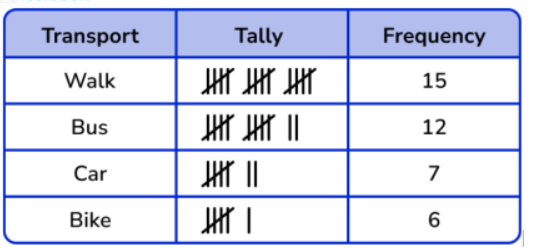 Transport Tally Frequency
Walk 𝍸 𝍸 𝍸 15
Bus 𝍸 𝍸 || 12
Car 𝍸 || 7
Bike 𝍸 | 6